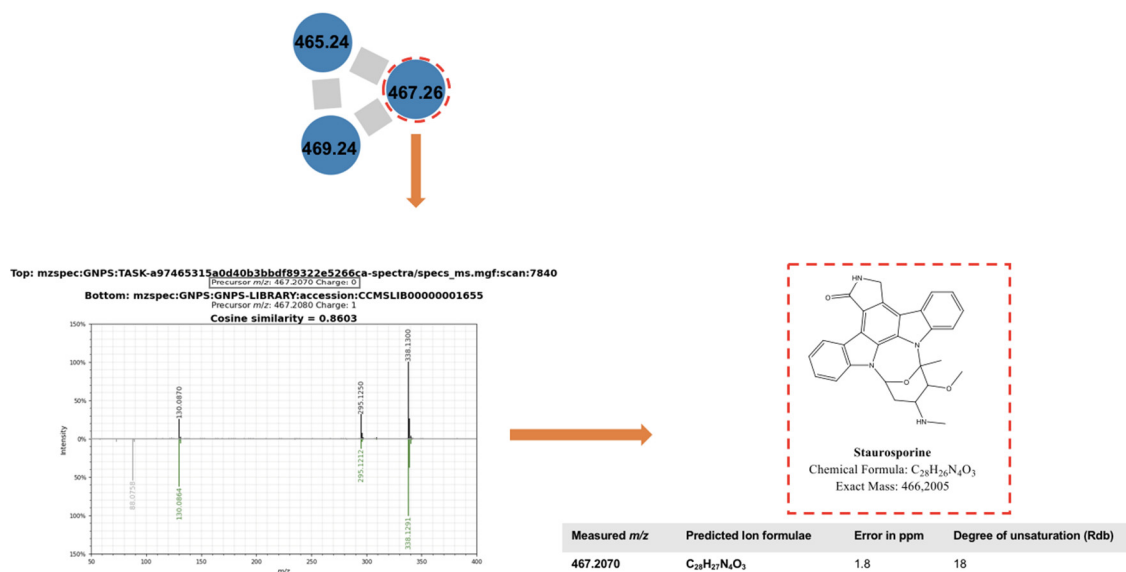 465.24
467.26
469.24
Top: mzspec:GNPS:TASK-a97465315a0d40b3bbdf89322e5266ca-spectra/specs_ms.mgf:scan:7840
Precursor m/z: 467.2070 Charge: 0
Bottom: mzspec:GNPS:GNPS-LIBRARY:accession:CCMSLIB00000001655
Precursor m/z: 467.2080 Charge: 1
Cosine similarity = 0.8603
150%
100%
50%
0%
50%
100%
150%
Intensity
130.0870
295.1250
338.1300
88.0758
130.0864
295.1212
338.1291
50 100 150 200 250 300 350 400
m/z
HN
O
N
N
O
O
HN
Staurosporine
Chemical Formula: C₂₈H₂₆N₄O₃
Exact Mass: 466,2005
Measured m/z Predicted Ion formulae Error in ppm Degree of unsaturation (Rdb)
467.2070 C₂₈H₂₇N₄O₃ 1.8 18